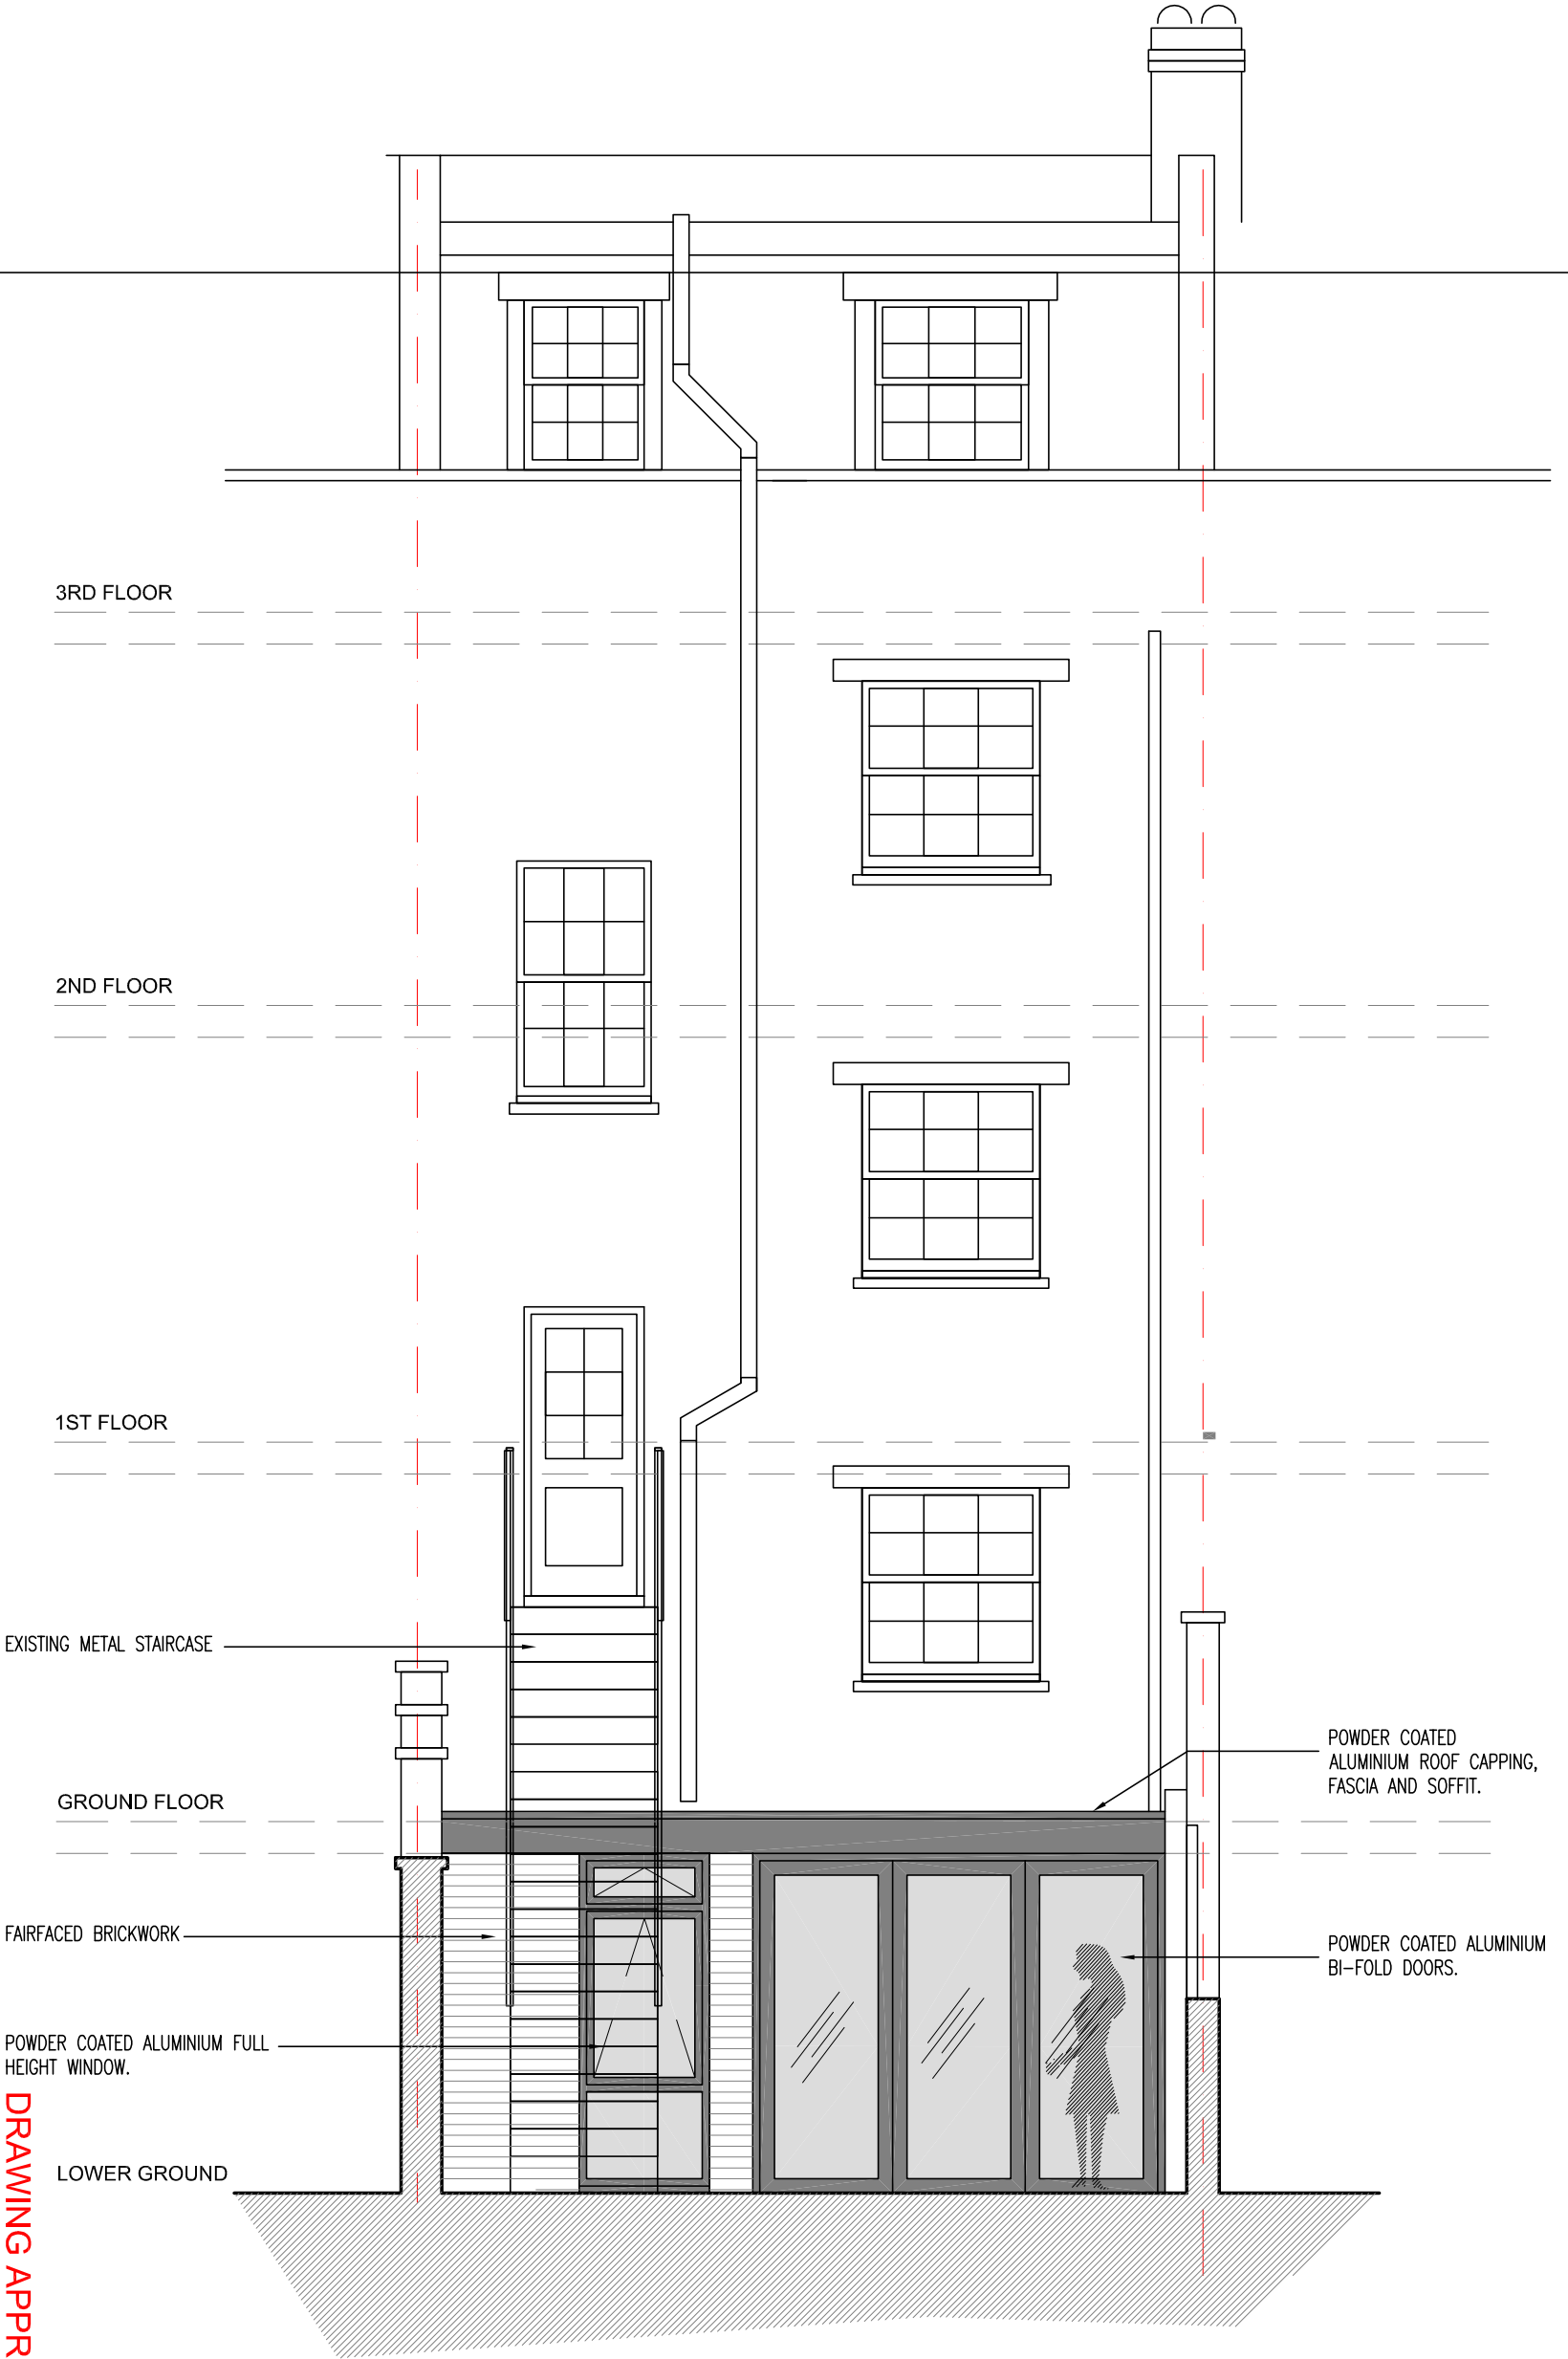 3RD FLOOR
2ND FLOOR
1ST FLOOR
EXISTING METAL STAIRCASE
POWDER COATED
ALUMINIUM ROOF CAPPING,
FASCIA AND SOFFIT.
GROUND FLOOR
FAIRFACED BRICKWORK
POWDER COATED ALUMINIUM
BI-FOLD DOORS.
POWDER COATED ALUMINIUM FULL
HEIGHT WINDOW.
LOWER GROUND
DRAWING APPR